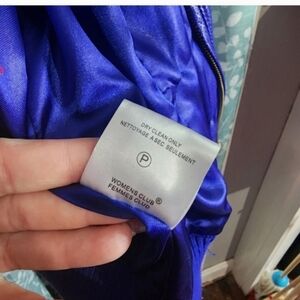 DRY CLEAN ONLY
NETTOYAGE A SEC SEULEMENT
P
WOMENS CLUB®
FEMMES CLUB